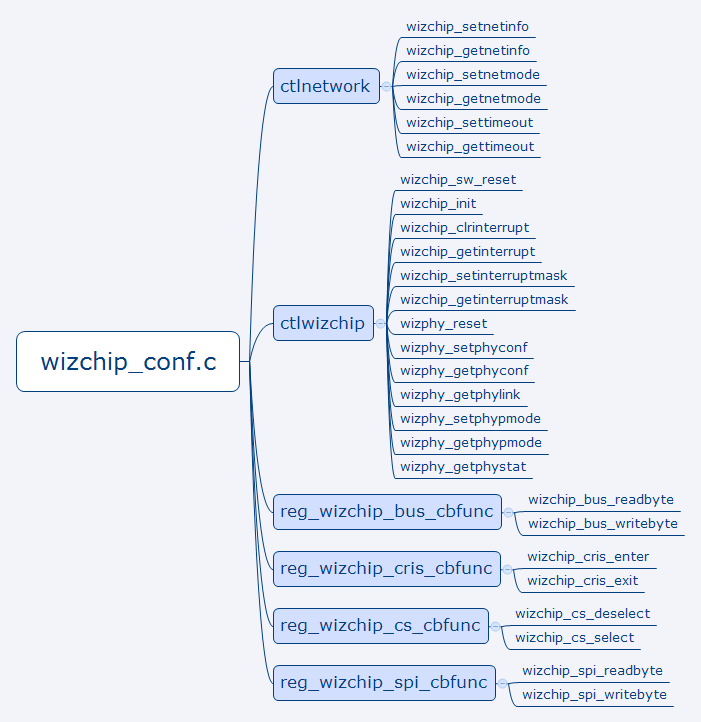 wizchip_conf.c
ctlnetwork
wizchip_setnetinfo
wizchip_getnetinfo
wizchip_setnetmode
wizchip_getnetmode
wizchip_settimeout
wizchip_gettimeout
ctlwizchip
wizchip_sw_reset
wizchip_init
wizchip_clrinterrupt
wizchip_getinterrupt
wizchip_setinterruptmask
wizchip_getinterruptmask
wizphy_reset
wizphy_setphyconf
wizphy_getphyconf
wizphy_getphylink
wizphy_setphypmode
wizphy_getphypmode
wizphy_getphystat
reg_wizchip_bus_cbfunc
wizchip_bus_readbyte
wizchip_bus_writebyte
reg_wizchip_cris_cbfunc
wizchip_cris_enter
wizchip_cris_exit
reg_wizchip_cs_cbfunc
wizchip_cs_deselect
wizchip_cs_select
reg_wizchip_spi_cbfunc
wizchip_spi_readbyte
wizchip_spi_writebyte